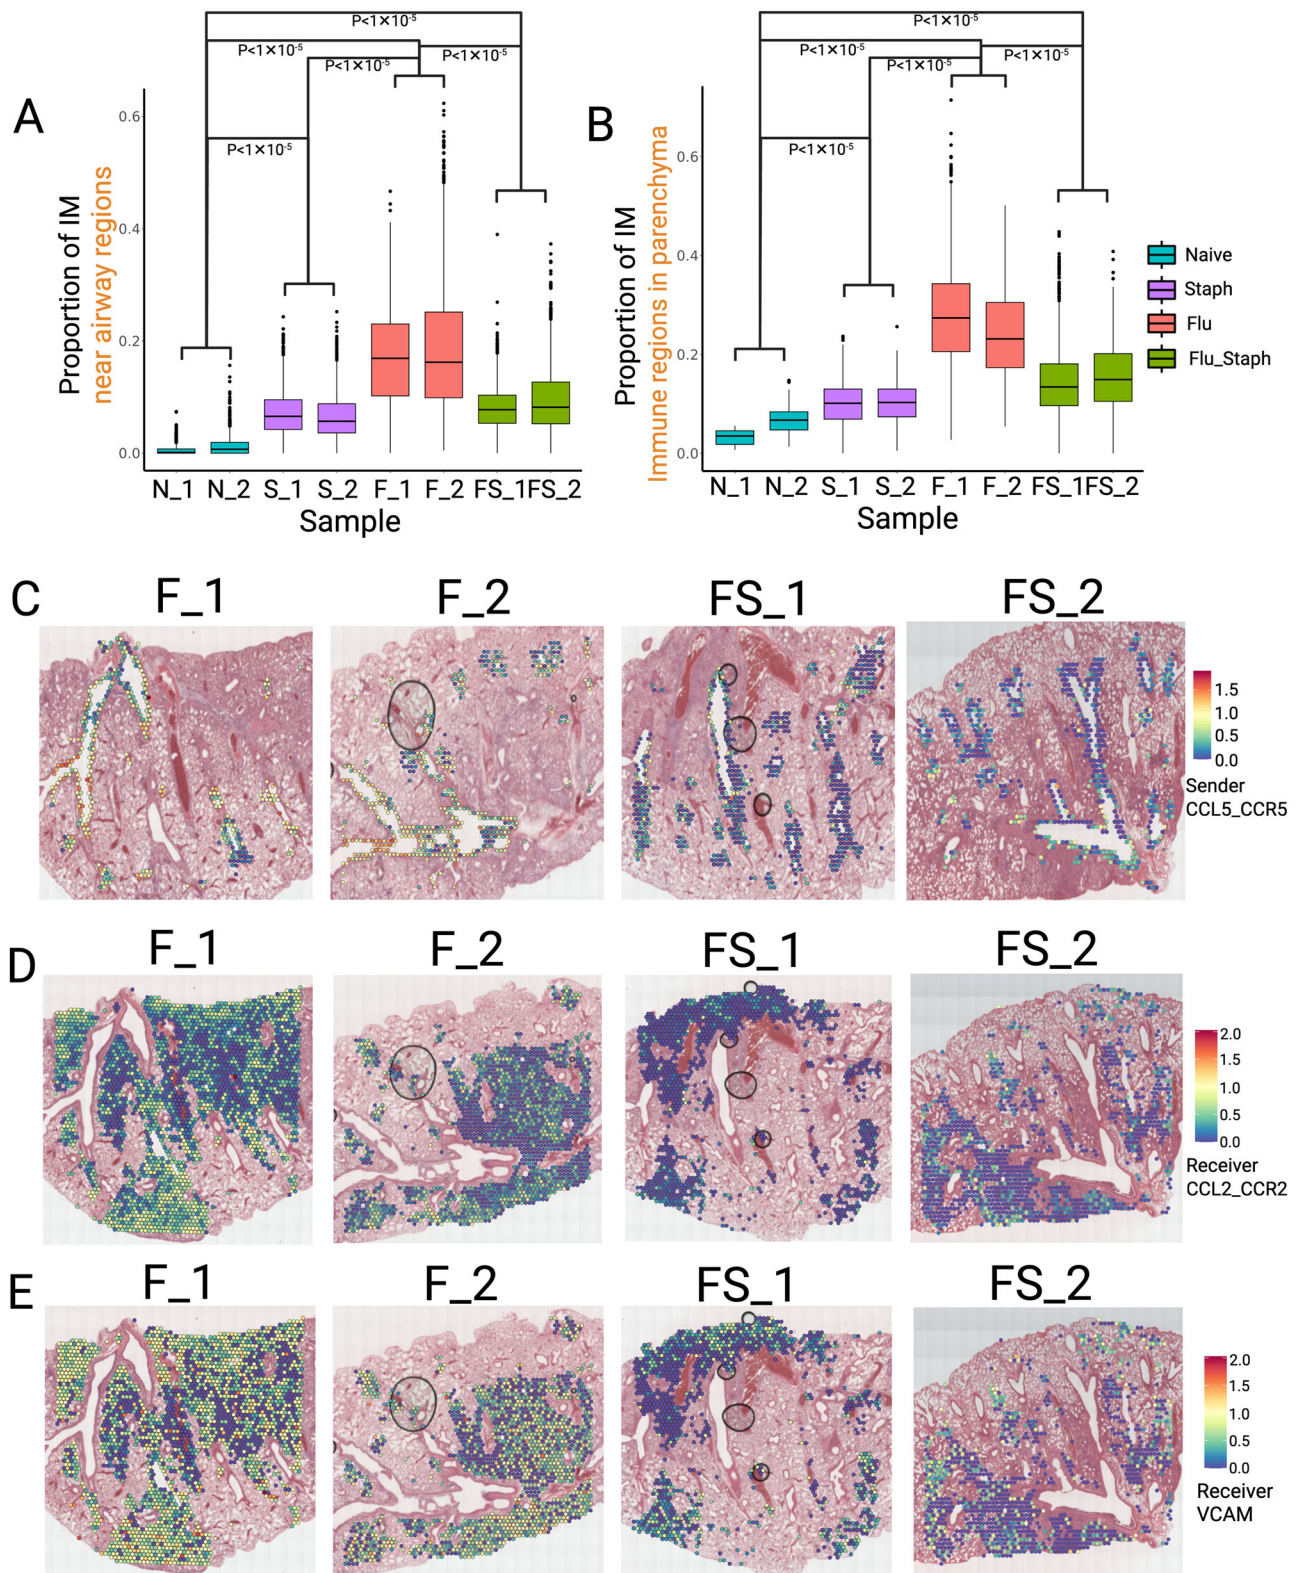 P<1×10-5
P<1×10-5
P<1×10-5
P<1×10-5
P<1×10-5
A
Proportion of IM
near airway regions
0.6
0.4
0.2
0.0
N_1 N_2 S_1 S_2 F_1 F_2 FS_1 FS_2
Sample
P<1×10-5
P<1×10-5
P<1×10-5
P<1×10-5
P<1×10-5
B
Proportion of IM
Immune regions in parenchyma
0.6
0.4
0.2
0.0
N_1 N_2 S_1 S_2 F_1 F_2 FS_1 FS_2
Sample
Naive
Staph
Flu
Flu_Staph
C
F_1 F_2 FS_1 FS_2
1.5
1.0
0.5
0.0
Sender
CCL5_CCR5
D
F_1 F_2 FS_1 FS_2
2.0
1.5
1.0
0.5
0.0
Receiver
CCL2_CCR2
E
F_1 F_2 FS_1 FS_2
2.0
1.5
1.0
0.5
0.0
Receiver
VCAM